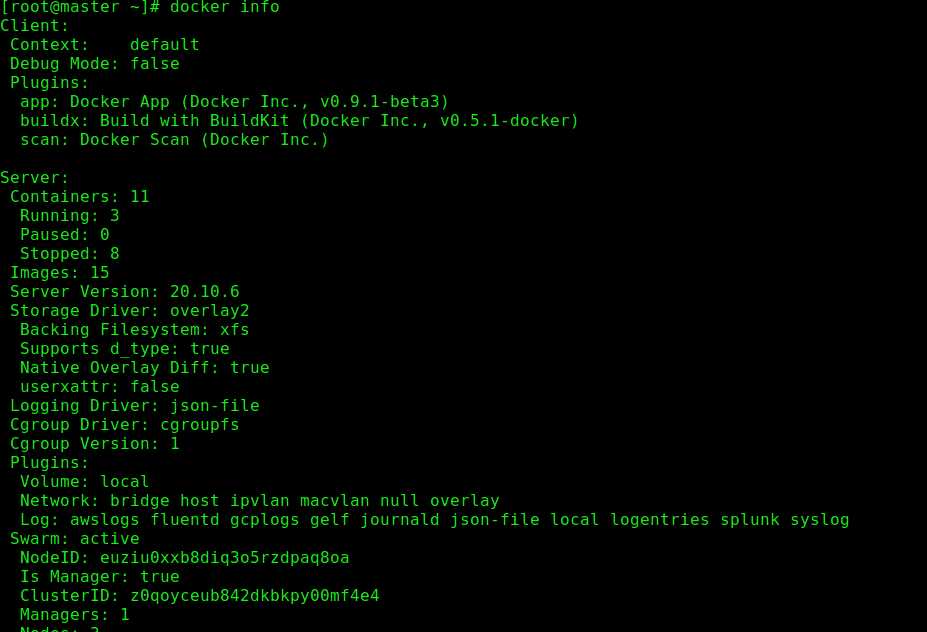 [root@master ~]# docker info
Client:
 Context:    default
 Debug Mode: false
 Plugins:
  app: Docker App (Docker Inc., v0.9.1-beta3)
  buildx: Build with BuildKit (Docker Inc., v0.5.1-docker)
  scan: Docker Scan (Docker Inc.)

Server:
 Containers: 11
  Running: 3
  Paused: 0
  Stopped: 8
 Images: 15
 Server Version: 20.10.6
 Storage Driver: overlay2
  Backing Filesystem: xfs
  Supports d_type: true
  Native Overlay Diff: true
  userxattr: false
 Logging Driver: json-file
 Cgroup Driver: cgroupfs
 Cgroup Version: 1
 Plugins:
  Volume: local
  Network: bridge host ipvlan macvlan null overlay
  Log: awslogs fluentd gcplogs gelf journald json-file local logentries splunk syslog
 Swarm: active
  NodeID: euziu0xxb8diq3o5rzdpaq8oa
  Is Manager: true
  ClusterID: z0qoyceub842dkbkpy00mf4e4
  Managers: 1
  Nodes: